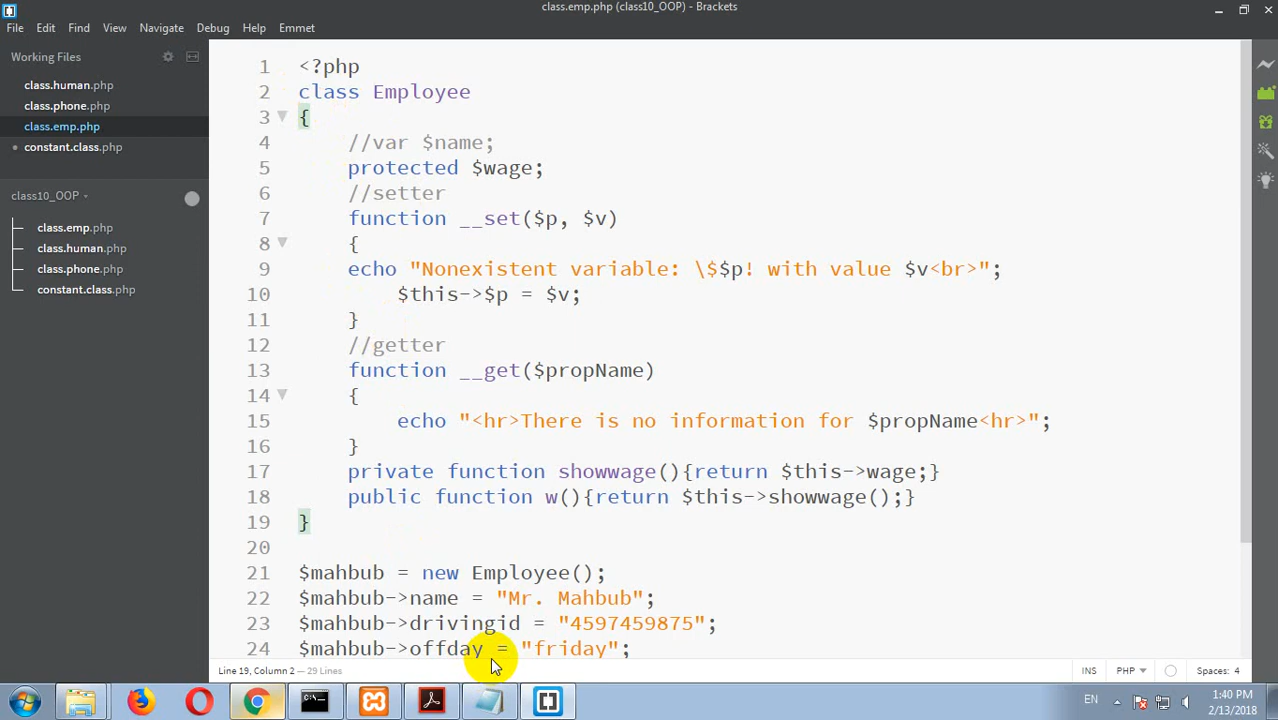 class.emp.php (class10_OOP) - Brackets
File Edit Find View Navigate Debug Help Emmet
Working Files
class.human.php
class.phone.php
class.emp.php
constant.class.php
class10_OOP
class.emp.php
class.human.php
class.phone.php
constant.class.php
1 <?php
2 class Employee
3 {
4 //var $name;
5 protected $wage;
6 //setter
7 function __set($p, $v)
8 {
9 echo "Nonexistent variable: \$$p! with value $v<br>";
10 $this->$p = $v;
11 }
12 //getter
13 function __get($propName)
14 {
15 echo "<hr>There is no information for $propName<hr>";
16 }
17 private function showwage(){return $this->wage;}
18 public function w(){return $this->showwage();}
19 }
20
21 $mahbub = new Employee();
22 $mahbub->name = "Mr. Mahbub";
23 $mahbub->drivingid = "4597459875";
24 $mahbub->offday = "friday";
Line 19, Column 2 — 29 Lines
INS PHP Spaces: 4
EN
1:40 PM
2/13/2018